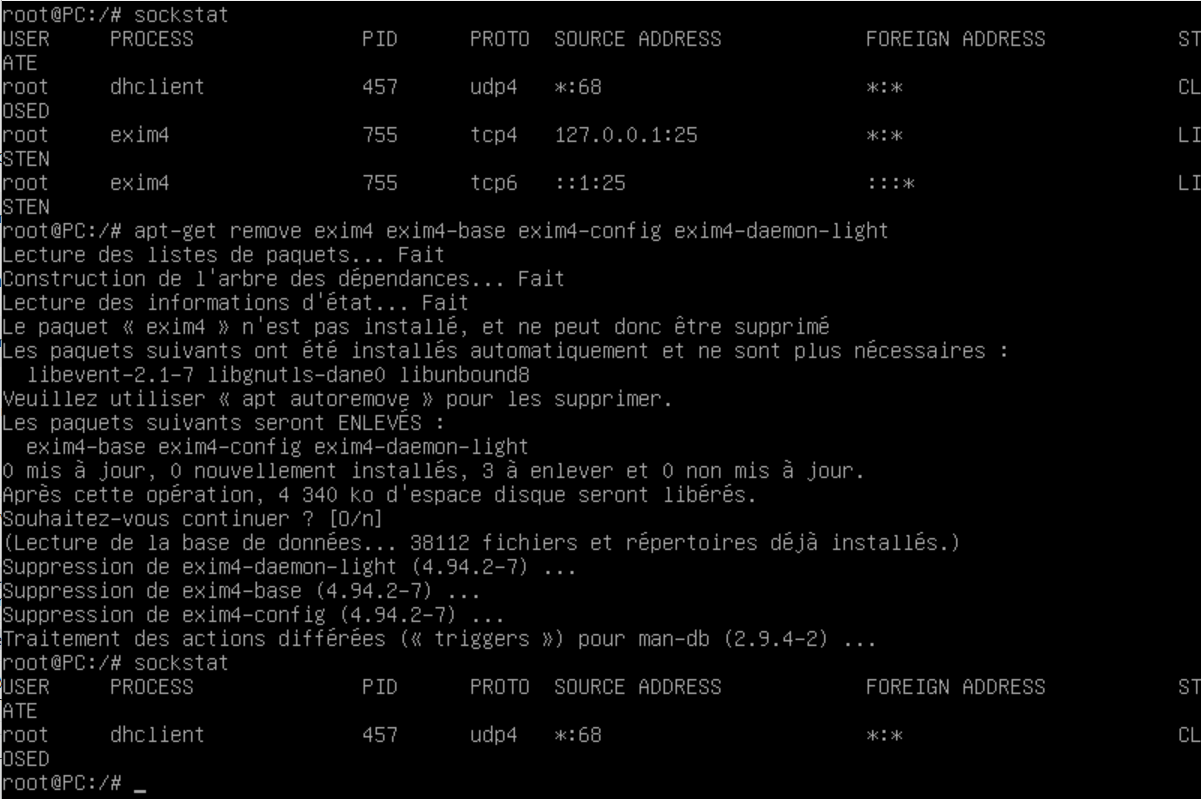 root@PC:/# sockstat
USER     PROCESS              PID      PROTO  SOURCE ADDRESS            FOREIGN ADDRESS           ST
ATE
root     dhclient             457      udp4   *:68                      *:*                       CL
OSED
root     exim4                755      tcp4   127.0.0.1:25              *:*                       LI
STEN
root     exim4                755      tcp6   ::1:25                    :::*                      LI
STEN
root@PC:/# apt-get remove exim4 exim4-base exim4-config exim4-daemon-light
Lecture des listes de paquets... Fait
Construction de l'arbre des dépendances... Fait
Lecture des informations d'état... Fait
Le paquet « exim4 » n'est pas installé, et ne peut donc être supprimé
Les paquets suivants ont été installés automatiquement et ne sont plus nécessaires :
  libevent-2.1-7 libgnutls-dane0 libunbound8
Veuillez utiliser « apt autoremove » pour les supprimer.
Les paquets suivants seront ENLEVÉS :
  exim4-base exim4-config exim4-daemon-light
0 mis à jour, 0 nouvellement installés, 3 à enlever et 0 non mis à jour.
Après cette opération, 4 340 ko d'espace disque seront libérés.
Souhaitez-vous continuer ? [O/n]
(Lecture de la base de données... 38112 fichiers et répertoires déjà installés.)
Suppression de exim4-daemon-light (4.94.2-7) ...
Suppression de exim4-base (4.94.2-7) ...
Suppression de exim4-config (4.94.2-7) ...
Traitement des actions différées (« triggers ») pour man-db (2.9.4-2) ...
root@PC:/# sockstat
USER     PROCESS              PID      PROTO  SOURCE ADDRESS            FOREIGN ADDRESS           ST
ATE
root     dhclient             457      udp4   *:68                      *:*                       CL
OSED
root@PC:/# _